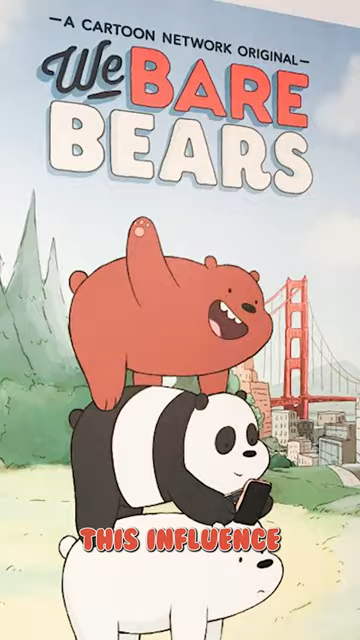 —A CARTOON NETWORK ORIGINAL—
We
BARE
BEARS
THIS INFLUENCE